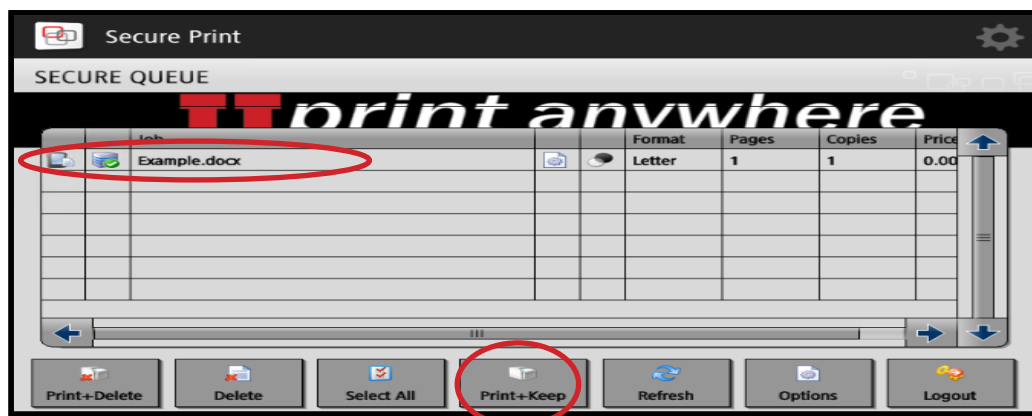 Secure Print
SECURE QUEUE
print anywhere
Job Format Pages Copies Price
Example.docx Letter 1 1 0.00
Print+Delete Delete Select All Print+Keep Refresh Options Logout